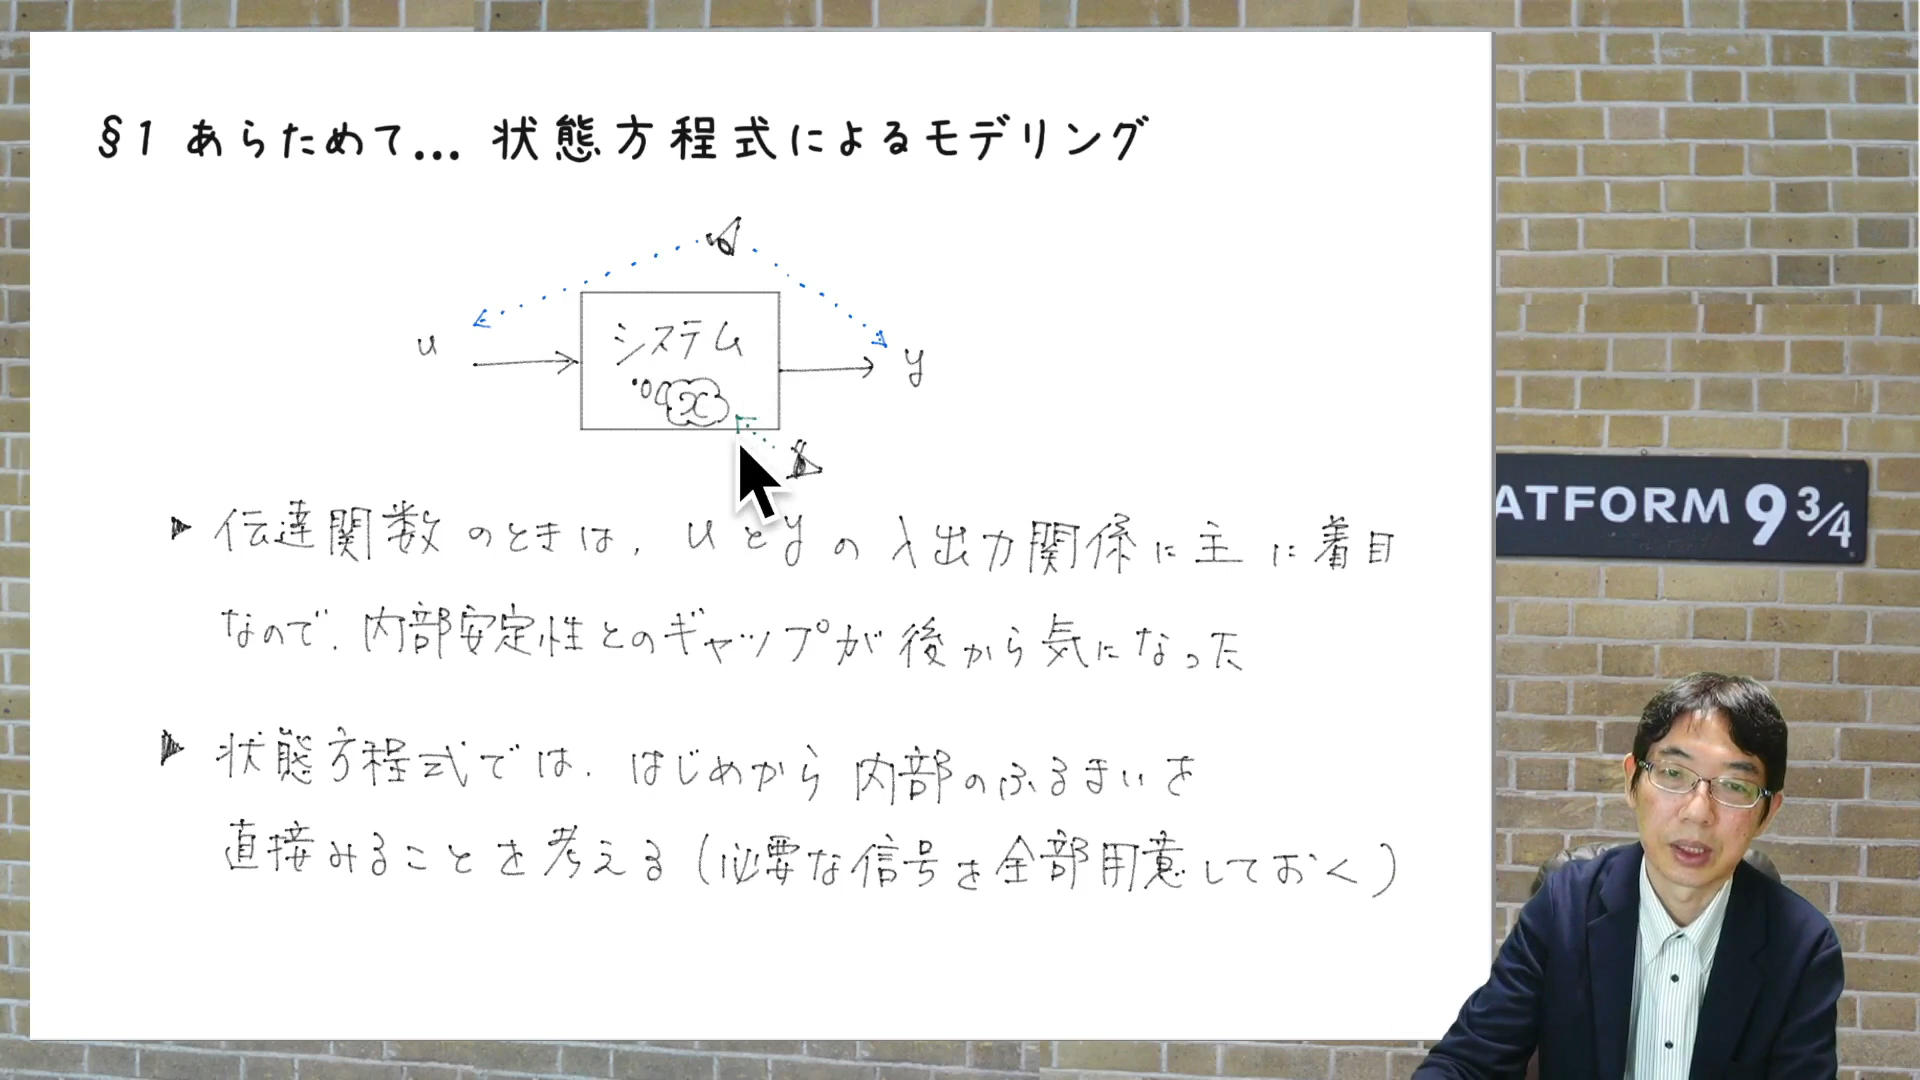 §1 あらためて... 状態方程式によるモデリング
u
システム
x
y
▶ 伝達関数のときは, uとyの入出力関係に主に着目
なので、内部安定性とのギャップが後から気になった
▶ 状態方程式では、はじめから内部のふるまいを
直接みることを考える(必要な信号を全部用意しておく)
ATFORM 9 3/4